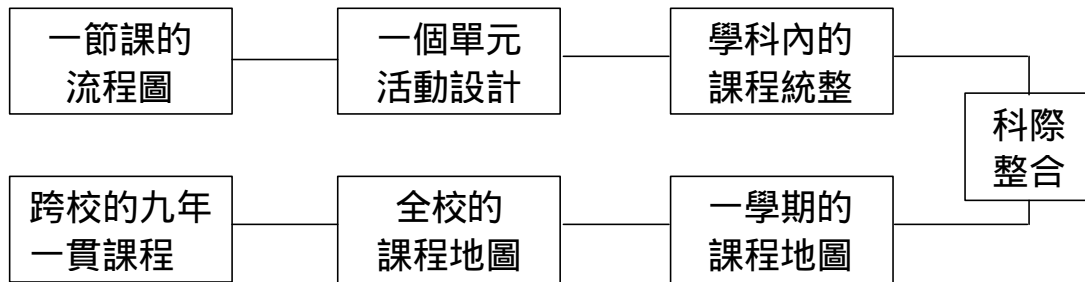 一節課的
流程圖
一個單元
活動設計
學科內的
課程統整
科際
整合
跨校的九年
一貫課程
全校的
課程地圖
一學期的
課程地圖